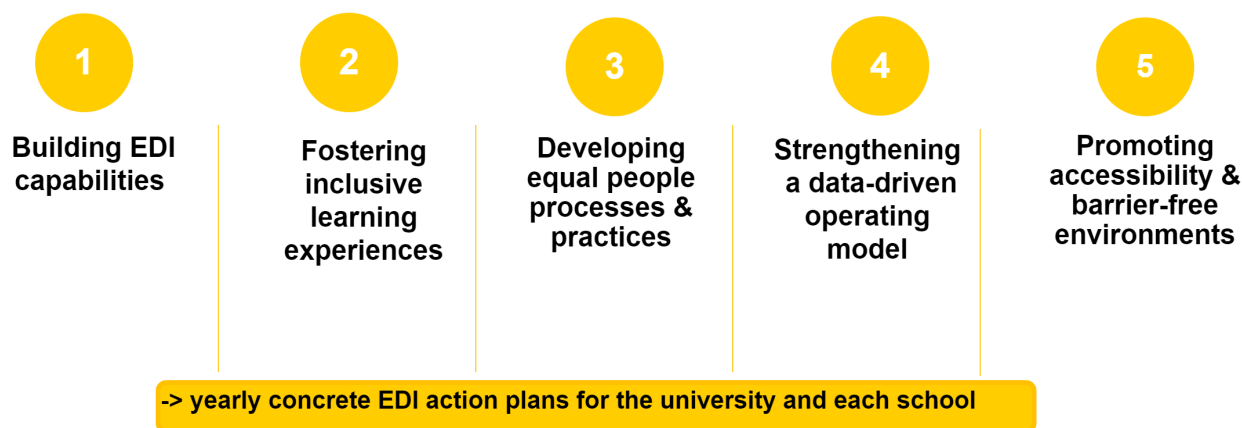 1
Building EDI
capabilities
2
Fostering
inclusive
learning
experiences
3
Developing
equal people
processes &
practices
4
Strengthening
a data-driven
operating
model
5
Promoting
accessibility &
barrier-free
environments
-> yearly concrete EDI action plans for the university and each school